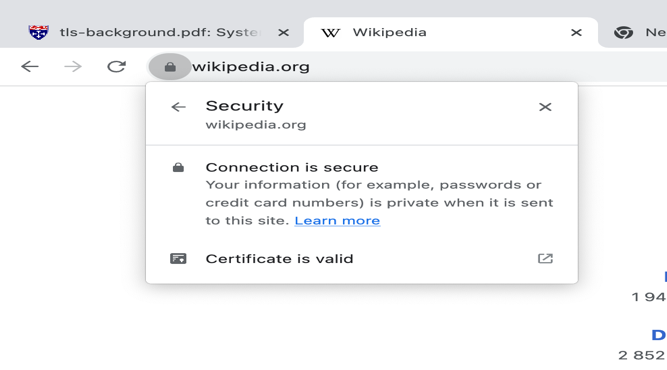 tls-background.pdf: Syste
Wikipedia
Ne
wikipedia.org
Security
wikipedia.org
Connection is secure
Your information (for example, passwords or
credit card numbers) is private when it is sent
to this site. Learn more
Certificate is valid
1 94
D
2 852